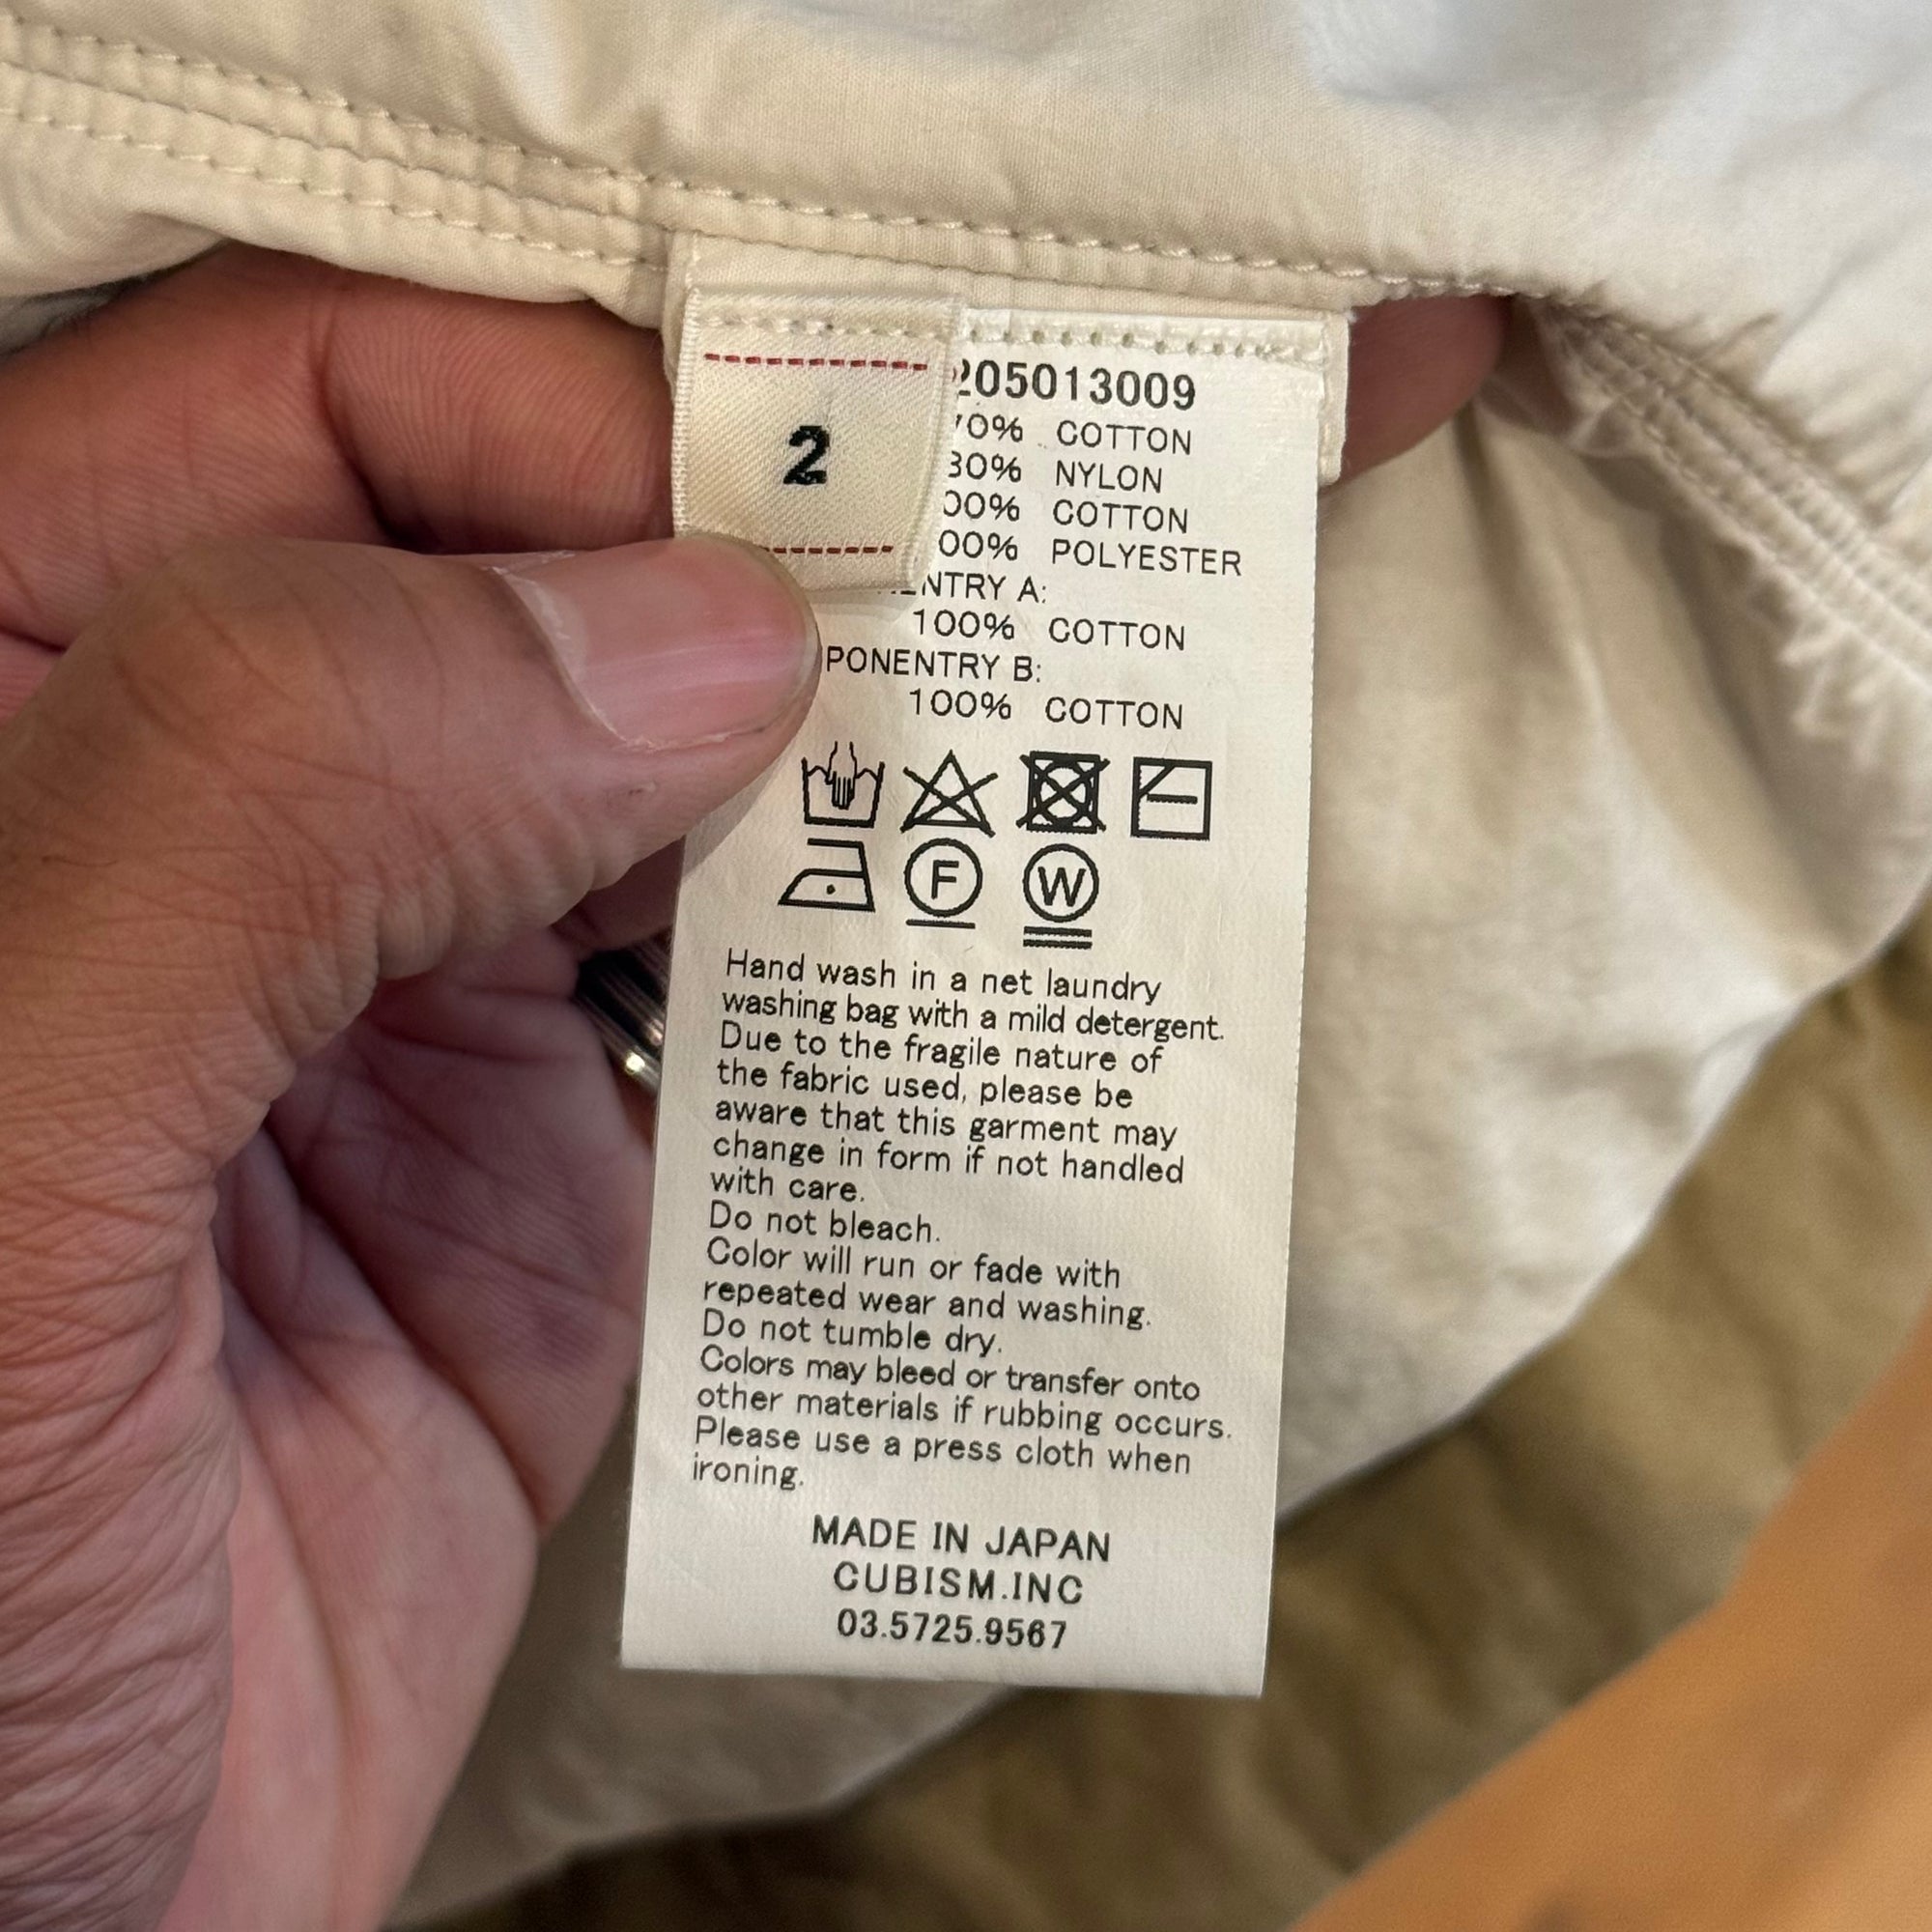 2
205013009
70% COTTON
30% NYLON
00% COTTON
00% POLYESTER
NTRY A:
100% COTTON
PONENTRY B:
100% COTTON
F W
Hand wash in a net laundry
washing bag with a mild detergent.
Due to the fragile nature of
the fabric used, please be
aware that this garment may
change in form if not handled
with care.
Do not bleach.
Color will run or fade with
repeated wear and washing.
Do not tumble dry.
Colors may bleed or transfer onto
other materials if rubbing occurs.
Please use a press cloth when
ironing.
MADE IN JAPAN
CUBISM.INC
03.5725.9567